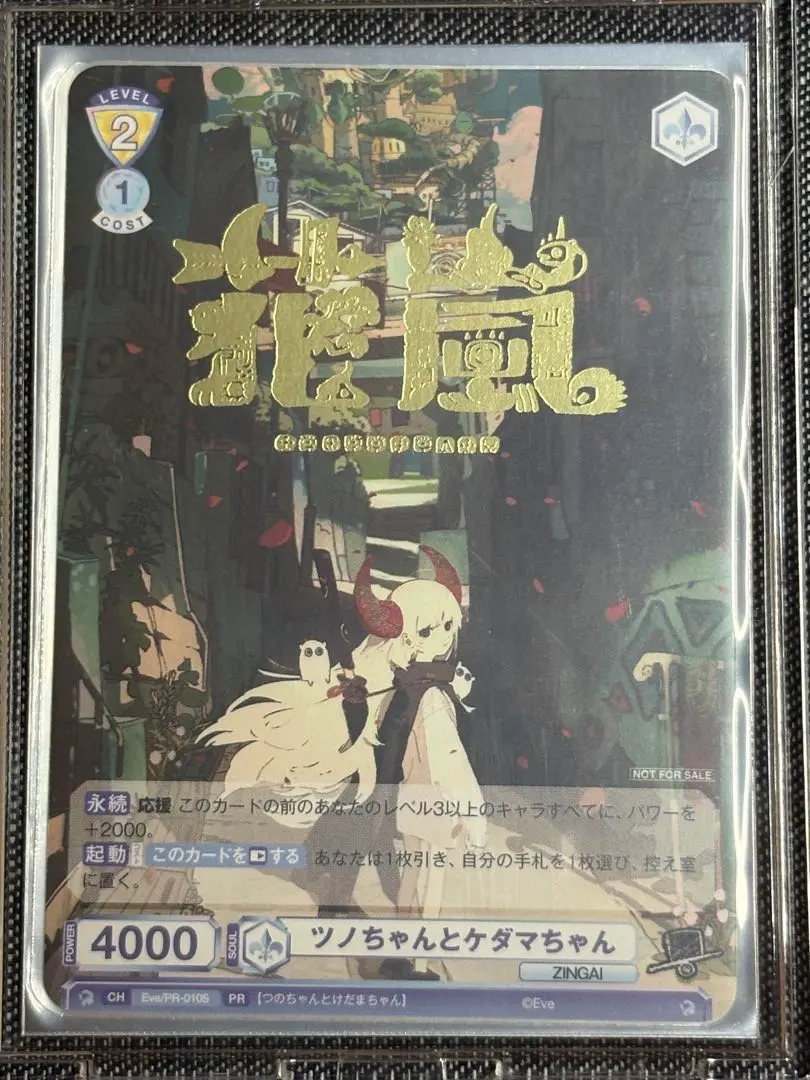 LEVEL
2
1
COST
花嵐
NOT FOR SALE
永続 応援 このカードの前のあなたのレベル3以上のキャラすべてに、パワーを
+2000。
起動 このカードを する あなたは1枚引き、自分の手札を1枚選び、控え室
に置く。
POWER 4000 SOUL ツノちゃんとケダマちゃん
ZINGAI
CH Eve/PR-010S PR 【つのちゃんとけだまちゃん】 ©Eve